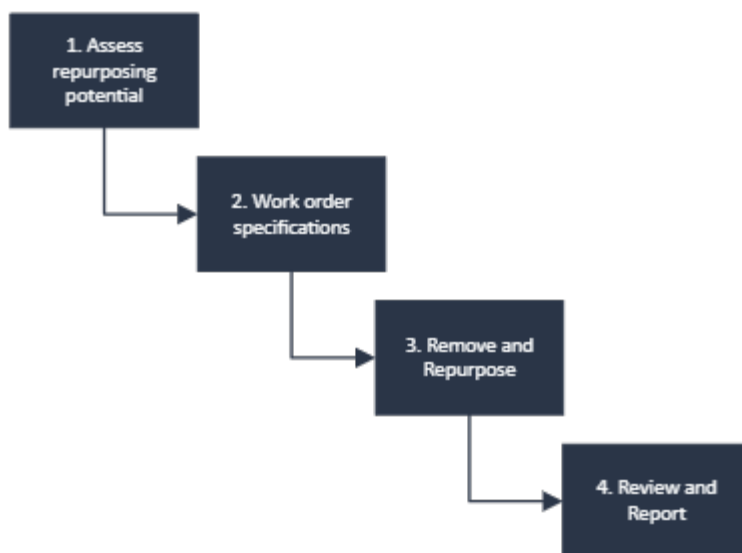 1. Assess
repurposing
potential
2. Work order
specifications
3. Remove and
Repurpose
4. Review and
Report